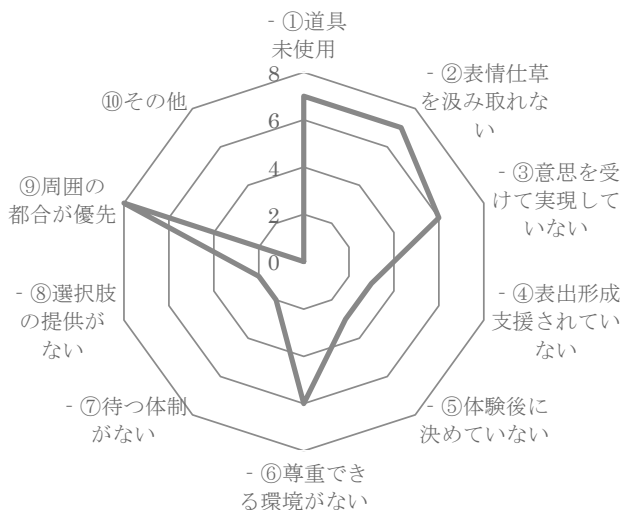 - ①道具
未使用
8
6
4
2
0
- ②表情仕草
を汲み取れな
い
- ③意思を受
けて実現して
いない
- ④表出形成
支援されてい
ない
- ⑤体験後に
決めていない
- ⑥尊重でき
る環境がない
- ⑦待つ体制
がない
- ⑧選択肢
の提供が
ない
⑨周囲の
都合が優先
⑩その他